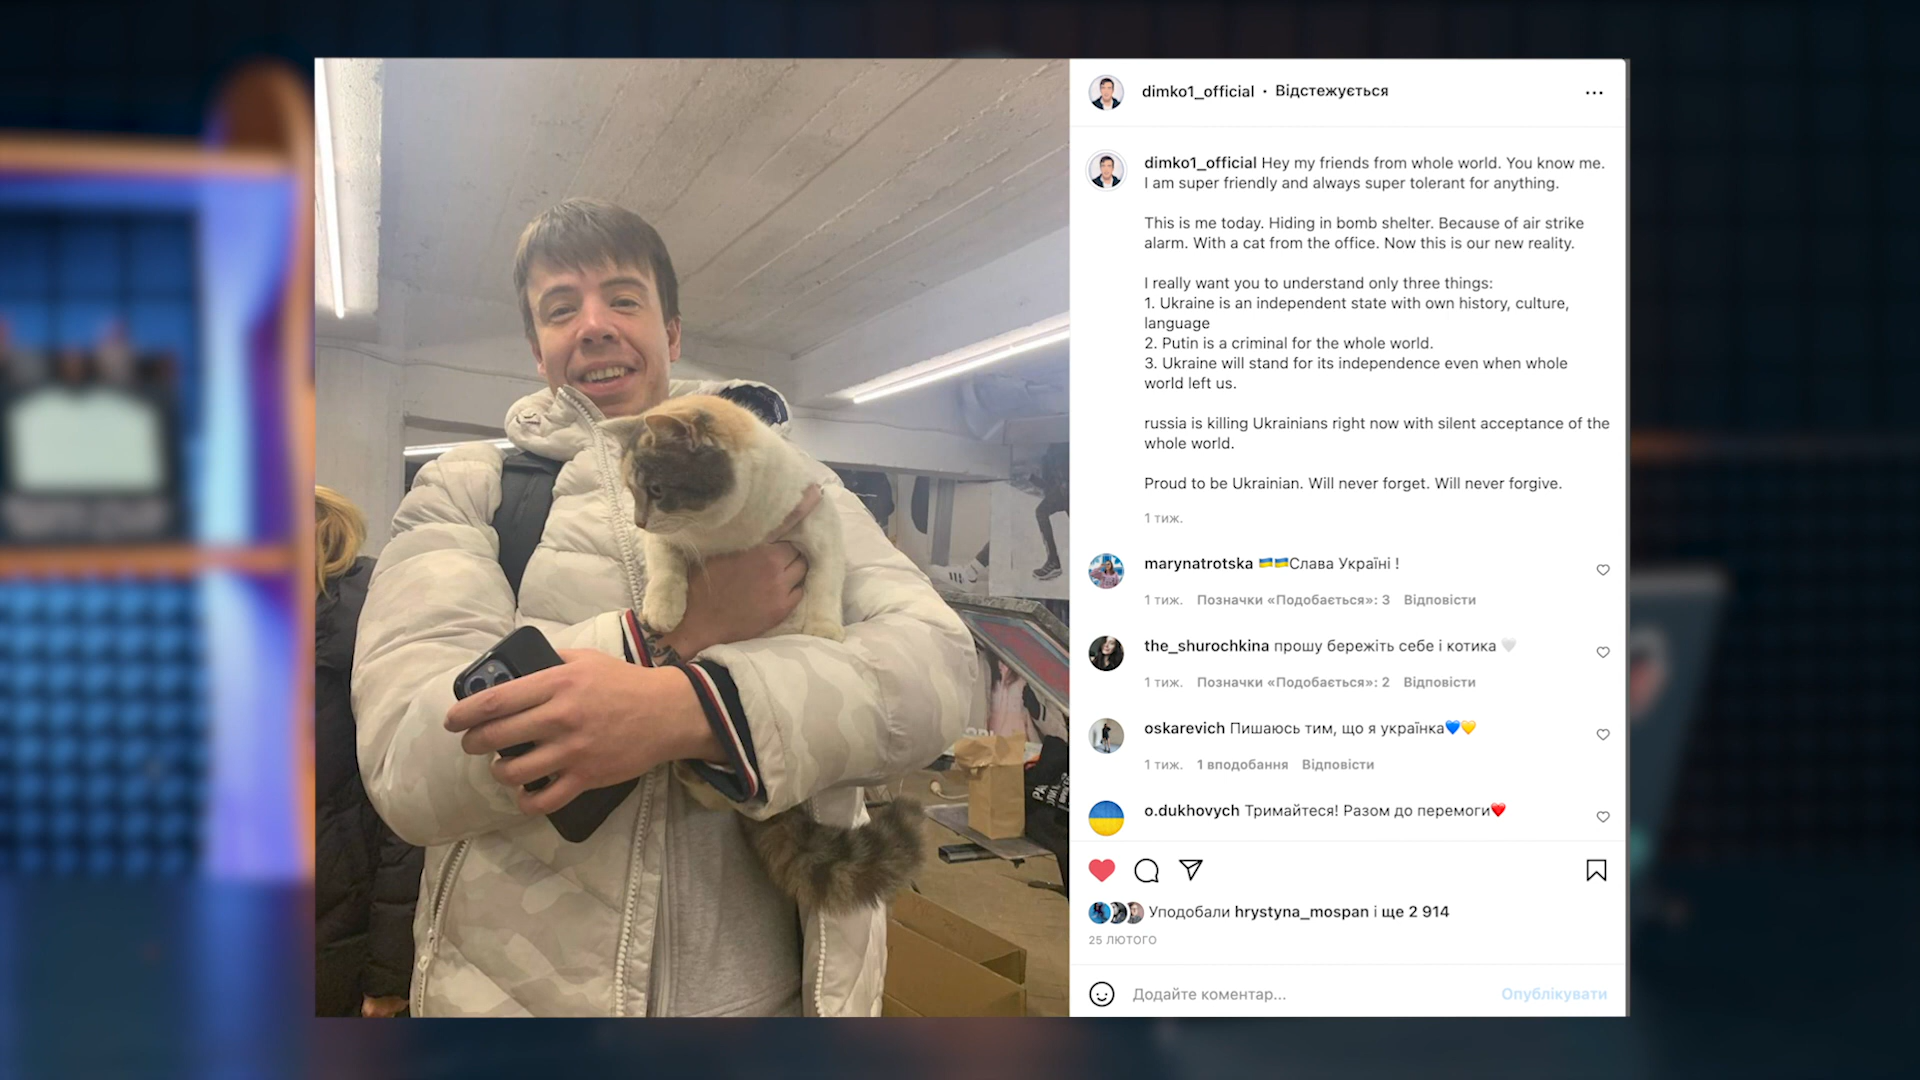 dimko1_official · Відстежується
dimko1_official Hey my friends from whole world. You know me.
I am super friendly and always super tolerant for anything.
This is me today. Hiding in bomb shelter. Because of air strike
alarm. With a cat from the office. Now this is our new reality.
I really want you to understand only three things:
1. Ukraine is an independent state with own history, culture,
language
2. Putin is a criminal for the whole world.
3. Ukraine will stand for its independence even when whole
world left us.
russia is killing Ukrainians right now with silent acceptance of the
whole world.
Proud to be Ukrainian. Will never forget. Will never forgive.
1 тиж.
marynatrotska 🇺🇦🇺🇦Слава Україні !
1 тиж. Позначки «Подобається»: 3 Відповісти
the_shurochkina прошу бережіть себе і котика 🤍
1 тиж. Позначки «Подобається»: 2 Відповісти
oskarevich Пишаюсь тим, що я українка💙💛
1 тиж. 1 вподобання Відповісти
o.dukhovych Тримайтеся! Разом до перемоги❤️
Уподобали hrystyna_mospan і ще 2 914
25 ЛЮТОГО
Додайте коментар...
Опублікувати